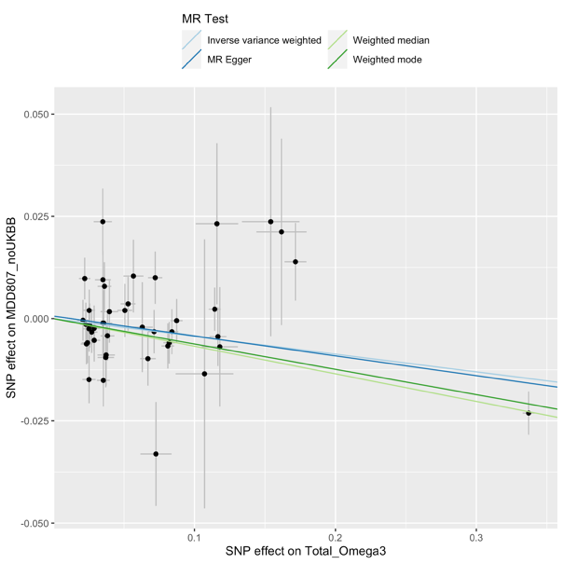 MR Test
Inverse variance weighted
Weighted median
MR Egger
Weighted mode
0.050
0.025
0.000
-0.025
-0.050
SNP effect on MDD807_noUKBB
0.1
0.2
0.3
SNP effect on Total_Omega3